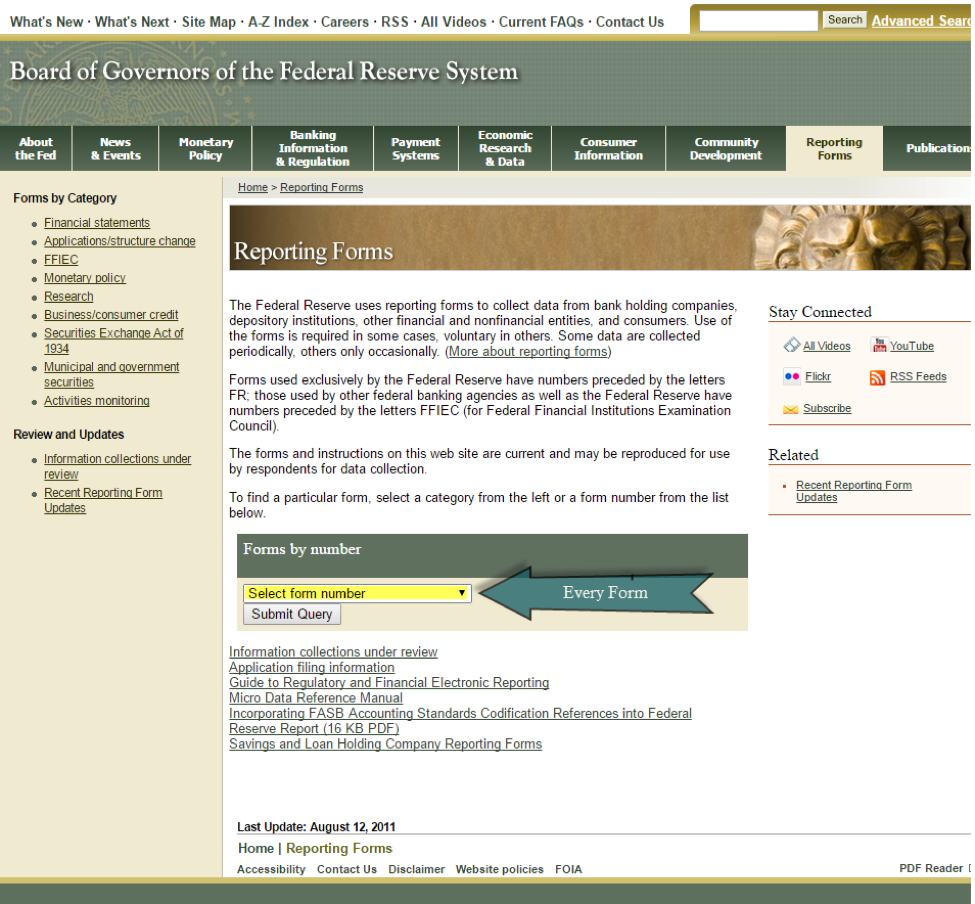 What's New · What's Next · Site Map · A-Z Index · Careers · RSS · All Videos · Current FAQs · Contact Us
Search
Advanced Sear
Board of Governors of the Federal Reserve System
About
the Fed
News
& Events
Monetary
Policy
Banking
Information
& Regulation
Payment
Systems
Economic
Research
& Data
Consumer
Information
Community
Development
Reporting
Forms
Publication
Forms by Category
Financial statements
Applications/structure change
FFIEC
Monetary policy
Research
Business/consumer credit
Securities Exchange Act of
1934
Municipal and government
securities
Activities monitoring
Review and Updates
Information collections under
review
Recent Reporting Form
Updates
Home > Reporting Forms
Reporting Forms
The Federal Reserve uses reporting forms to collect data from bank holding companies,
depository institutions, other financial and nonfinancial entities, and consumers. Use of
the forms is required in some cases, voluntary in others. Some data are collected
periodically, others only occasionally. (More about reporting forms)
Forms used exclusively by the Federal Reserve have numbers preceded by the letters
FR; those used by other federal banking agencies as well as the Federal Reserve have
numbers preceded by the letters FFIEC (for Federal Financial Institutions Examination
Council).
The forms and instructions on this web site are current and may be reproduced for use
by respondents for data collection.
To find a particular form, select a category from the left or a form number from the list
below.
Forms by number
Select form number
Every Form
Submit Query
Information collections under review
Application filing information
Guide to Regulatory and Financial Electronic Reporting
Micro Data Reference Manual
Incorporating FASB Accounting Standards Codification References into Federal
Reserve Report (16 KB PDF)
Savings and Loan Holding Company Reporting Forms
Stay Connected
All Videos
YouTube
Flickr
RSS Feeds
Subscribe
Related
Recent Reporting Form
Updates
Last Update: August 12, 2011
Home | Reporting Forms
Accessibility Contact Us Disclaimer Website policies FOIA
PDF Reader